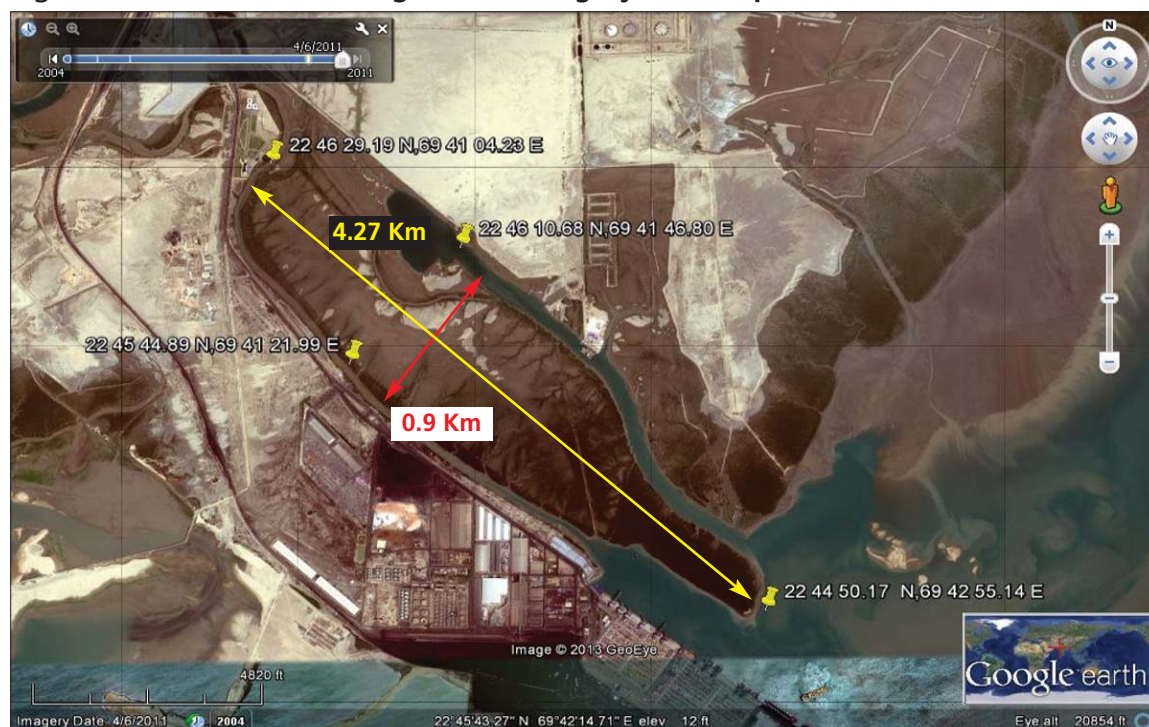 4/6/2011
2004
2011
N
22 46 29.19 N,69 41 04.23 E
4.27 Km
22 46 10.68 N,69 41 46.80 E
22 45 44.89 N,69 41 21.99 E
0.9 Km
22 44 50.17 N,69 42 55.14 E
Image © 2013 GeoEye
Google earth
4820 ft
Imagery Date 4/6/2011 2004 22°45'43.27" N 69°42'14.71" E elev 12 ft Eye alt 20854 ft